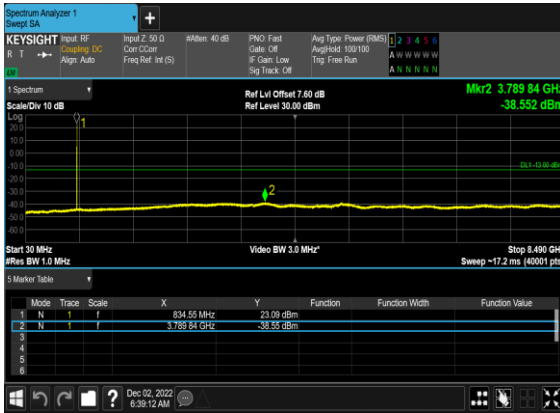 Spectrum Analyzer 1
Swept SA
+
KEYSIGHT Input: RF Input Z: 50 Ω #Atten: 40 dB PNO: Fast Avg Type: Power (RMS) 1 2 3 4 5 6
R T Coupling: DC Corr CCorr Gate: Off Avg|Hold: 100/100 A W W W W W
Align: Auto Freq Ref: Int (S) IF Gain: Low Trig: Free Run
Sig Track: Off A N N N N N
1 Spectrum
Scale/Div 10 dB Ref Lvl Offset 7.60 dB Mkr2 3.789 84 GHz
Ref Level 30.00 dBm -38.552 dBm
Log
20.0
10.0
0.00
-10.0
-20.0
-30.0
-40.0
-50.0
-60.0
1
2
DL1 -13.00 dBm
Start 30 MHz Video BW 3.0 MHz* Stop 8.490 GHz
#Res BW 1.0 MHz Sweep ~17.2 ms (40001 pts)
5 Marker Table
Mode Trace Scale X Y Function Function Width Function Value
1 N 1 f 834.55 MHz 23.09 dBm
2 N 1 f 3.789 84 GHz -38.55 dBm
3
4
5
6
? Dec 02, 2022
6:39:12 AM